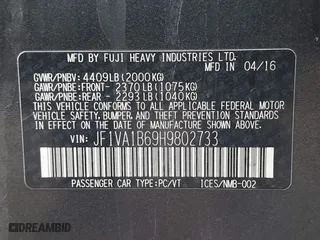 MFD BY FUJI HEAVY INDUSTRIES LTD.
MFD IN 04/16
GVWR/PNBV: 4409LB(2000KG)
GAWR/PNBE:FRONT- 2370LB(1075KG)
GAWR/PNBE:REAR - 2293LB(1040KG)
THIS VEHICLE CONFORMS TO ALL APPLICABLE
FEDERAL MOTOR VEHICLE SAFETY, BUMPER
AND THEFT PREVENTION STANDARDS IN EFFECT
ON THE DATE OF MANUFACTURE SHOWN ABOVE.
VIN: JF1VA1B69H9802733
PASSENGER CAR TYPE:PC/VT ICES/NMB-002
DREAMBID